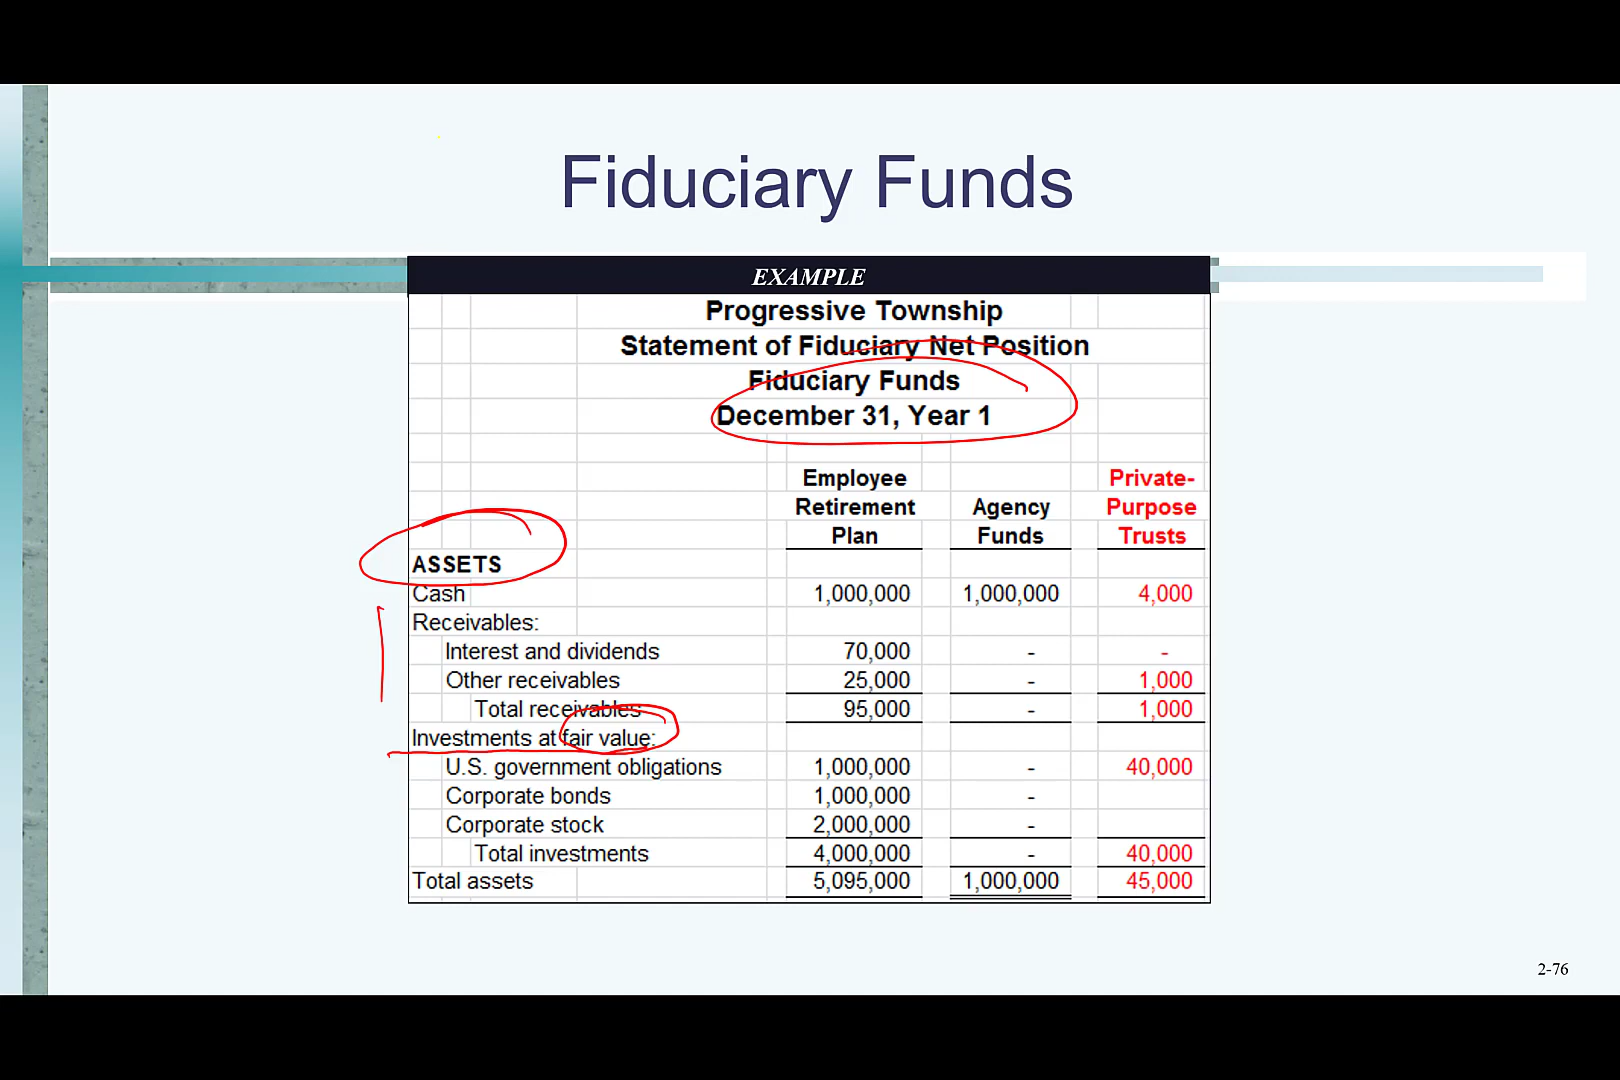 Fiduciary Funds
EXAMPLE
Progressive Township
Statement of Fiduciary Net Position
Fiduciary Funds
December 31, Year 1
Employee Private-
Retirement Agency Purpose
Plan Funds Trusts
ASSETS
Cash 1,000,000 1,000,000 4,000
Receivables:
Interest and dividends 70,000 - -
Other receivables 25,000 - 1,000
Total receivables 95,000 - 1,000
Investments at fair value:
U.S. government obligations 1,000,000 - 40,000
Corporate bonds 1,000,000 -
Corporate stock 2,000,000 -
Total investments 4,000,000 - 40,000
Total assets 5,095,000 1,000,000 45,000
2-76